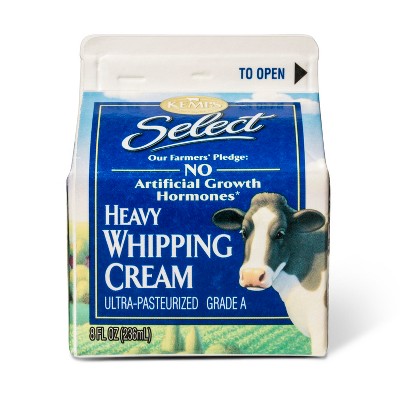 TO OPEN
KEMPS
Select
Our Farmers' Pledge:
NO
Artificial Growth
Hormones*
HEAVY
WHIPPING
CREAM
ULTRA-PASTEURIZED GRADE A
8 FL OZ (236mL)